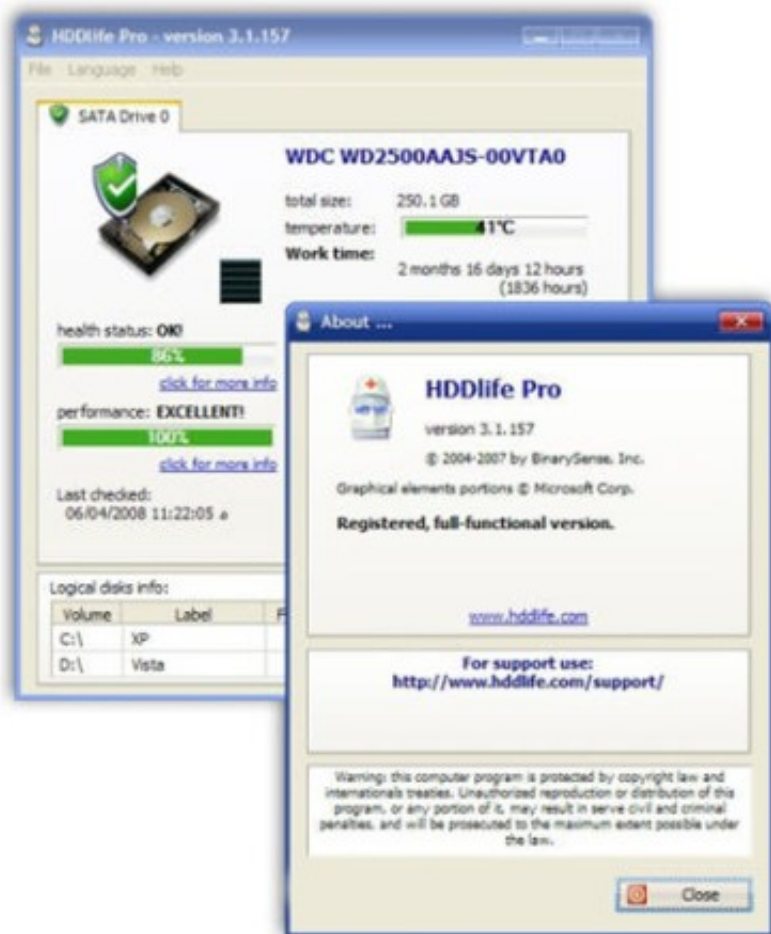 HDDlife Pro - version 3.1.157
File Language Help
SATA Drive 0
WDC WD2500AAJS-00VTA0
total size: 250.1 GB
temperature: 41°C
Work time:
2 months 16 days 12 hours
(1836 hours)
health status: OK!
86%
click for more info
performance: EXCELLENT!
100%
click for more info
Last checked:
06/04/2008 11:22:05 م
Logical disks info:
Volume Label F
C:\ XP
D:\ Vista
About ...
HDDlife Pro
version 3.1.157
© 2004-2007 by BinarySense, Inc.
Graphical elements portions © Microsoft Corp.
Registered, full-functional version.
www.hddlife.com
For support use:
http://www.hddlife.com/support/
Warning: this computer program is protected by copyright law and
internationals treaties. Unauthorized reproduction or distribution of this
program, or any portion of it, may result in serve civil and criminal
penalties, and will be prosecuted to the maximum extent possible under
the law.
Close